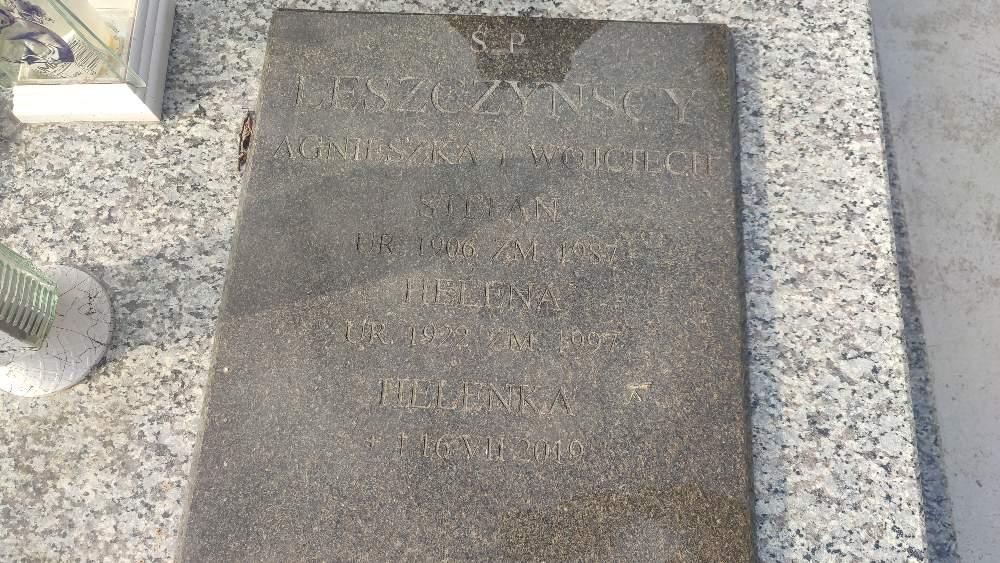 Ś P
LESZCZYŃSCY
AGNIESZKA I WOJCIECH
STEFAN
UR. 1906 ZM. 1987
HELENA
UR. 1922 ZM. 1997
HELENKA
16 VII 2019